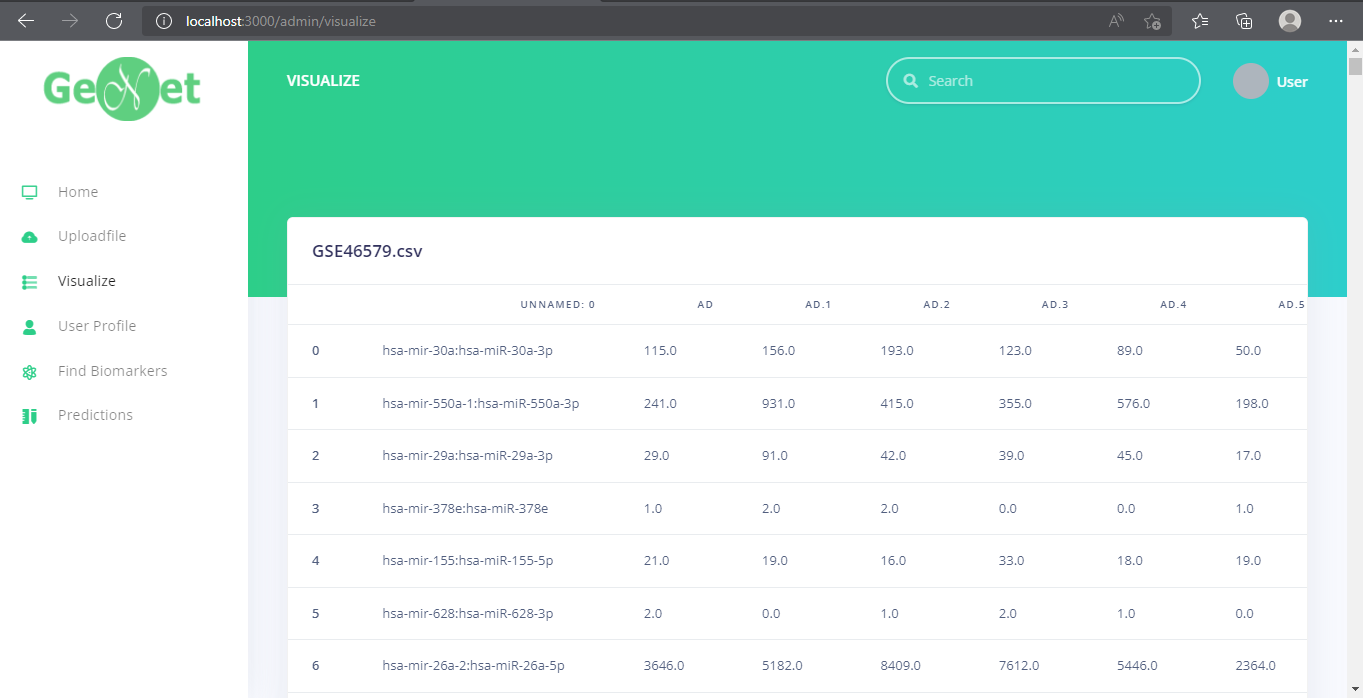 localhost:3000/admin/visualize
GeNet
VISUALIZE
Search
User
Home
Uploadfile
Visualize
User Profile
Find Biomarkers
Predictions
GSE46579.csv
UNNAMED: 0 AD AD.1 AD.2 AD.3 AD.4 AD.5
0 hsa-mir-30a:hsa-miR-30a-3p 115.0 156.0 193.0 123.0 89.0 50.0
1 hsa-mir-550a-1:hsa-miR-550a-3p 241.0 931.0 415.0 355.0 576.0 198.0
2 hsa-mir-29a:hsa-miR-29a-3p 29.0 91.0 42.0 39.0 45.0 17.0
3 hsa-mir-378e:hsa-miR-378e 1.0 2.0 2.0 0.0 0.0 1.0
4 hsa-mir-155:hsa-miR-155-5p 21.0 19.0 16.0 33.0 18.0 19.0
5 hsa-mir-628:hsa-miR-628-3p 2.0 0.0 1.0 2.0 1.0 0.0
6 hsa-mir-26a-2:hsa-miR-26a-5p 3646.0 5182.0 8409.0 7612.0 5446.0 2364.0